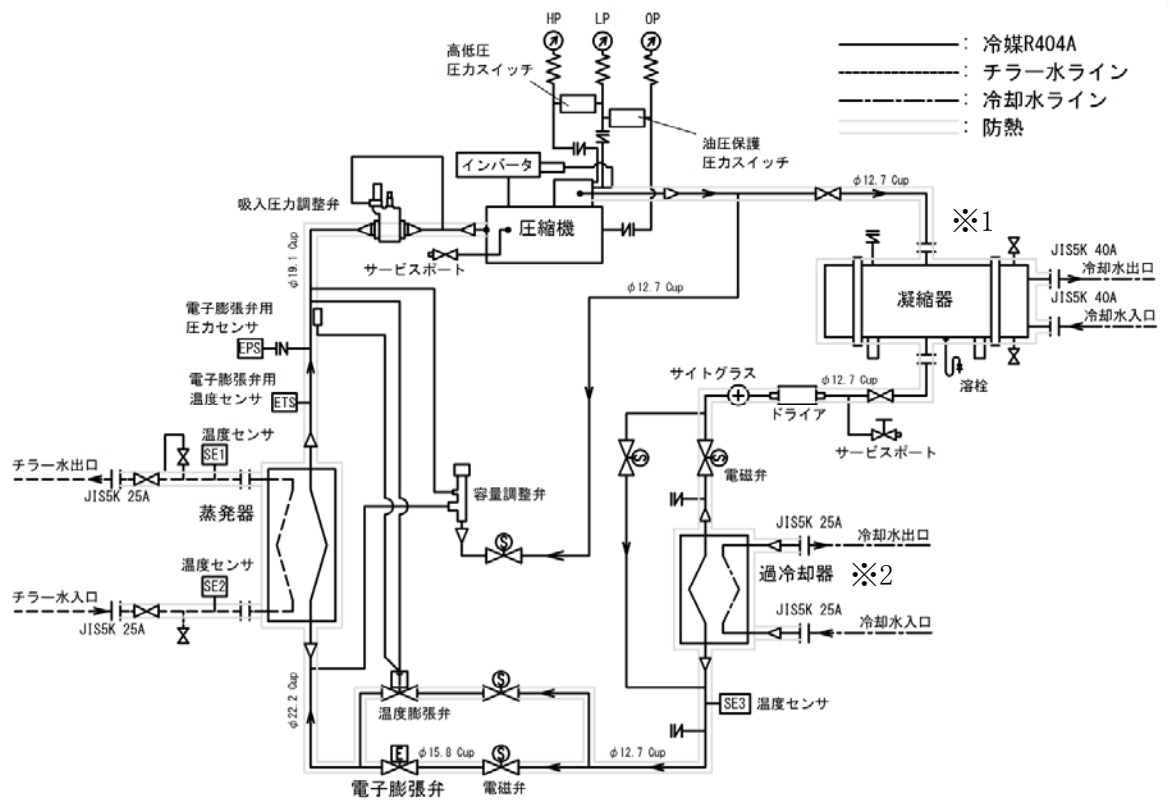 HP LP OP
高低圧
圧力スイッチ
油圧保護
圧力スイッチ
: 冷媒R404A
: チラー水ライン
: 冷却水ライン
: 防熱
インバータ
吸入圧力調整弁
圧縮機
サービスポート
φ12.7 Cup
※1
JIS5K 40A
冷却水出口
JIS5K 40A
冷却水入口
凝縮器
溶栓
φ19.1 Cup
φ12.7 Cup
電子膨張弁用
圧力センサ
EPS
電子膨張弁用
温度センサ
ETS
サイトグラス
φ12.7 Cup
ドライア
サービスポート
S
S
電磁弁
温度センサ
SE1
チラー水出口
JIS5K 25A
蒸発器
容量調整弁
S
温度センサ
SE2
チラー水入口
JIS5K 25A
JIS5K 25A
冷却水出口
過冷却器 ※2
JIS5K 25A
冷却水入口
φ22.2 Cup
S
温度膨張弁
SE3 温度センサ
E
φ15.8 Cup
S
φ12.7 Cup
電子膨張弁
電磁弁